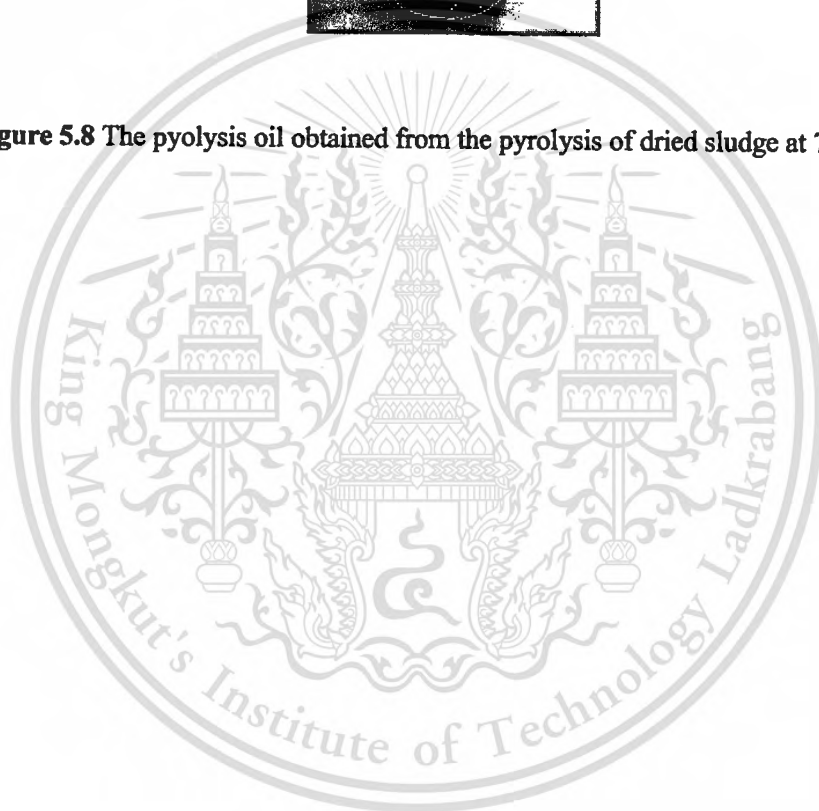 gure 5.8 The pyolysis oil obtained from the pyrolysis of dried sludge at
King Mongkut's Institute of Technology Ladkrabang